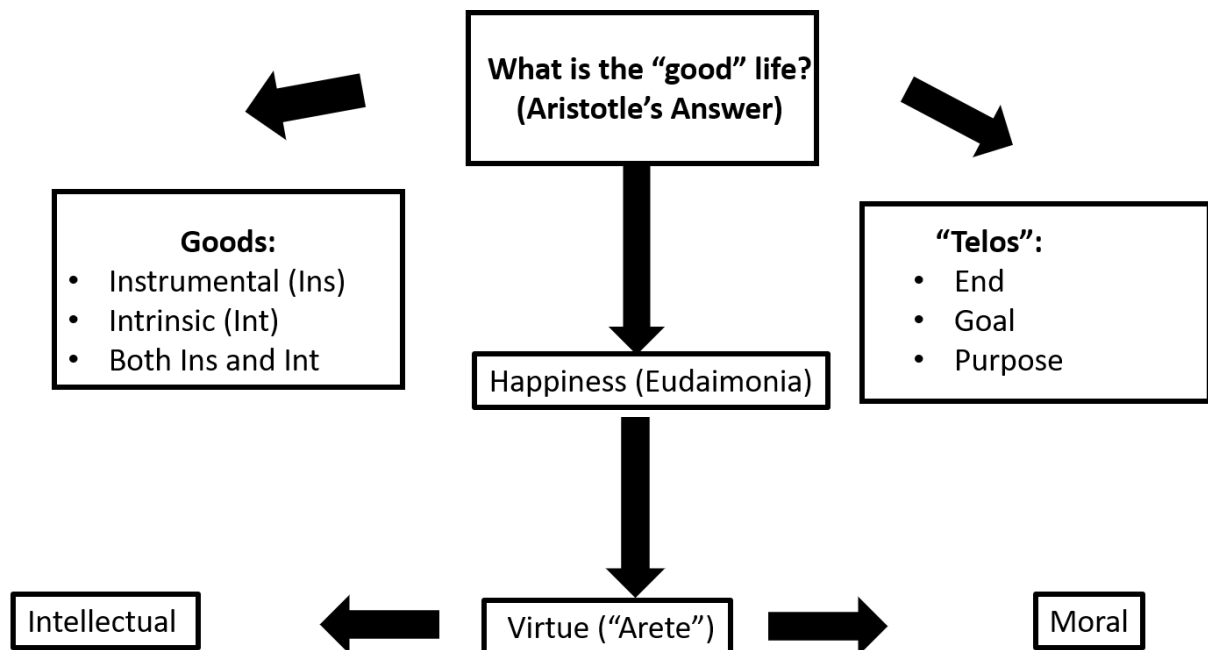 What is the “good” life?
(Aristotle’s Answer)
Goods:
• Instrumental (Ins)
• Intrinsic (Int)
• Both Ins and Int
“Telos”:
• End
• Goal
• Purpose
Happiness (Eudaimonia)
Intellectual
Virtue (“Arete”)
Moral